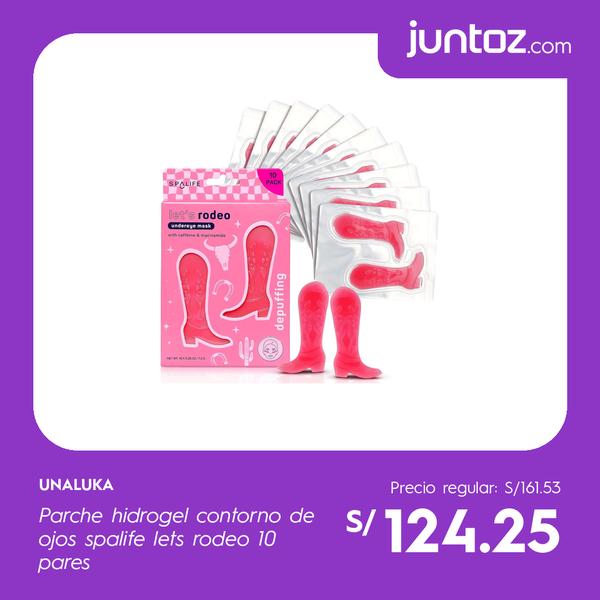 juntoz.com
10
PACK
SPALIFE
let's rodeo
undereye mask
with caffeine & niacinamide
depuffing
UNALUKA
Parche hidrogel contorno de
ojos spalife lets rodeo 10
pares
Precio regular: S/161.53
S/ 124.25